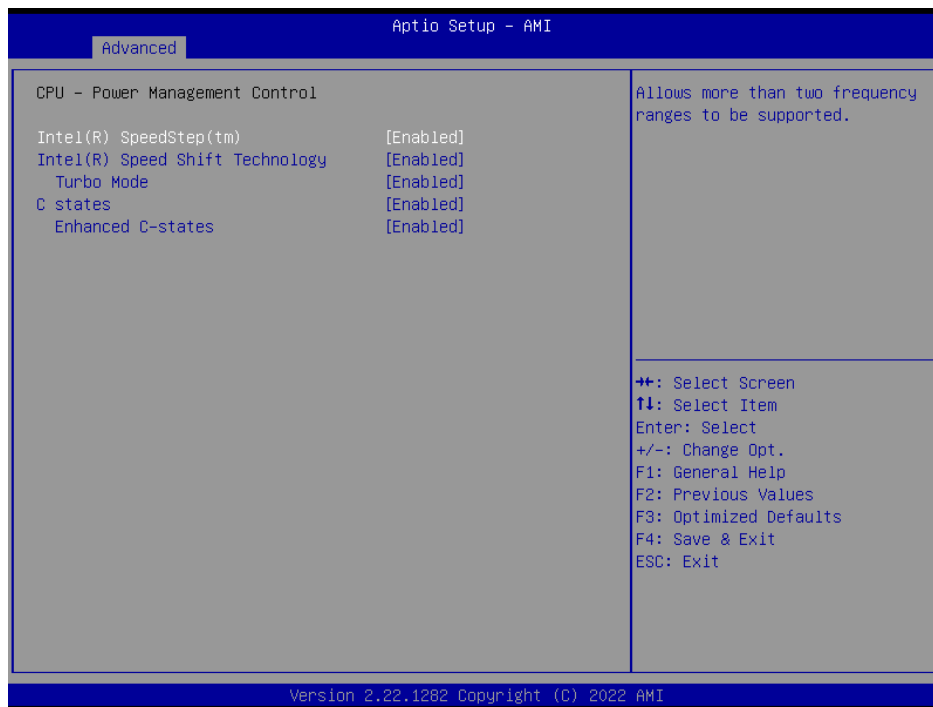 Aptio Setup – AMI
Advanced
CPU – Power Management Control
Intel(R) SpeedStep(tm) [Enabled]
Intel(R) Speed Shift Technology [Enabled]
Turbo Mode [Enabled]
C states [Enabled]
Enhanced C-states [Enabled]
Allows more than two frequency
ranges to be supported.
→←: Select Screen
↑↓: Select Item
Enter: Select
+/-: Change Opt.
F1: General Help
F2: Previous Values
F3: Optimized Defaults
F4: Save & Exit
ESC: Exit
Version 2.22.1282 Copyright (C) 2022 AMI